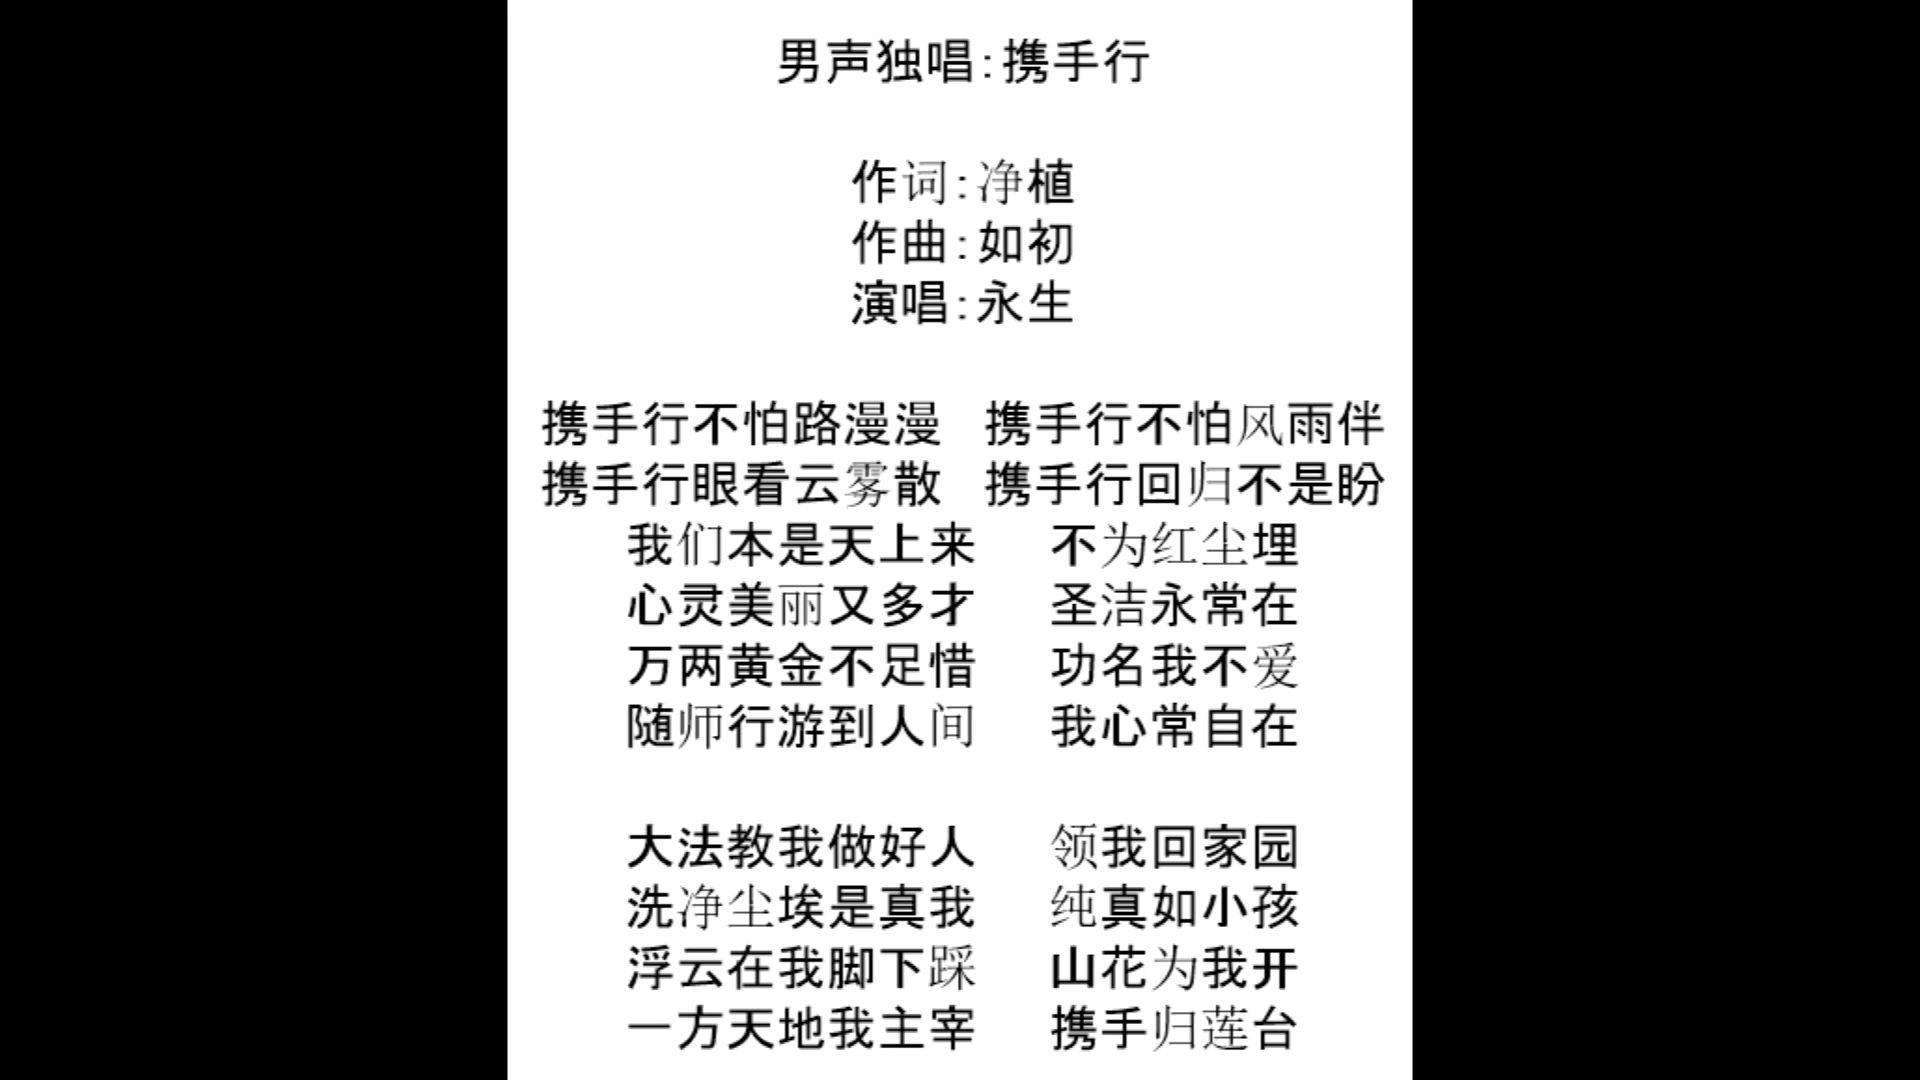 男声独唱:携手行
作词:净植
作曲:如初
演唱:永生
携手行不怕路漫漫 携手行不怕风雨伴
携手行眼看云雾散 携手行回归不是盼
我们本是天上来 不为红尘埋
心灵美丽又多才 圣洁永常在
万两黄金不足惜 功名我不爱
随师行游到人间 我心常自在
大法教我做好人 领我回家园
洗净尘埃是真我 纯真如小孩
浮云在我脚下踩 山花为我开
一方天地我主宰 携手归莲台